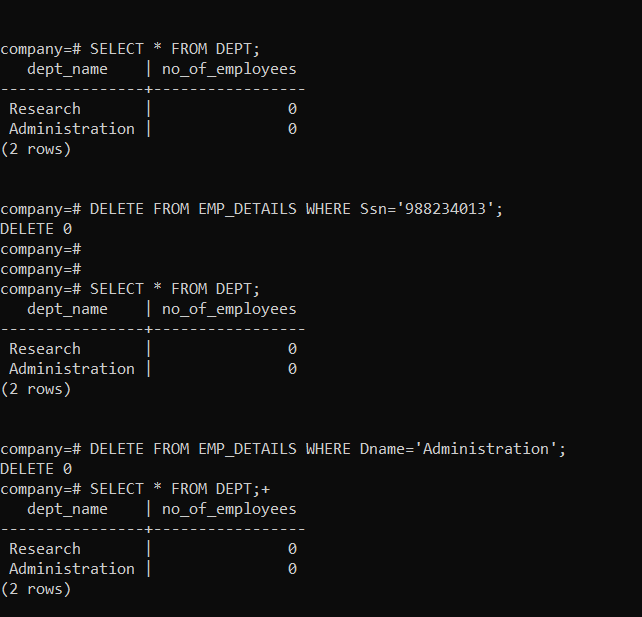 company=# SELECT * FROM DEPT;
   dept_name    | no_of_employees
----------------+-----------------
 Research       |               0
 Administration |               0
(2 rows)
company=# DELETE FROM EMP_DETAILS WHERE Ssn='988234013';
DELETE 0
company=#
company=#
company=# SELECT * FROM DEPT;
   dept_name    | no_of_employees
----------------+-----------------
 Research       |               0
 Administration |               0
(2 rows)
company=# DELETE FROM EMP_DETAILS WHERE Dname='Administration';
DELETE 0
company=# SELECT * FROM DEPT;+
   dept_name    | no_of_employees
----------------+-----------------
 Research       |               0
 Administration |               0
(2 rows)